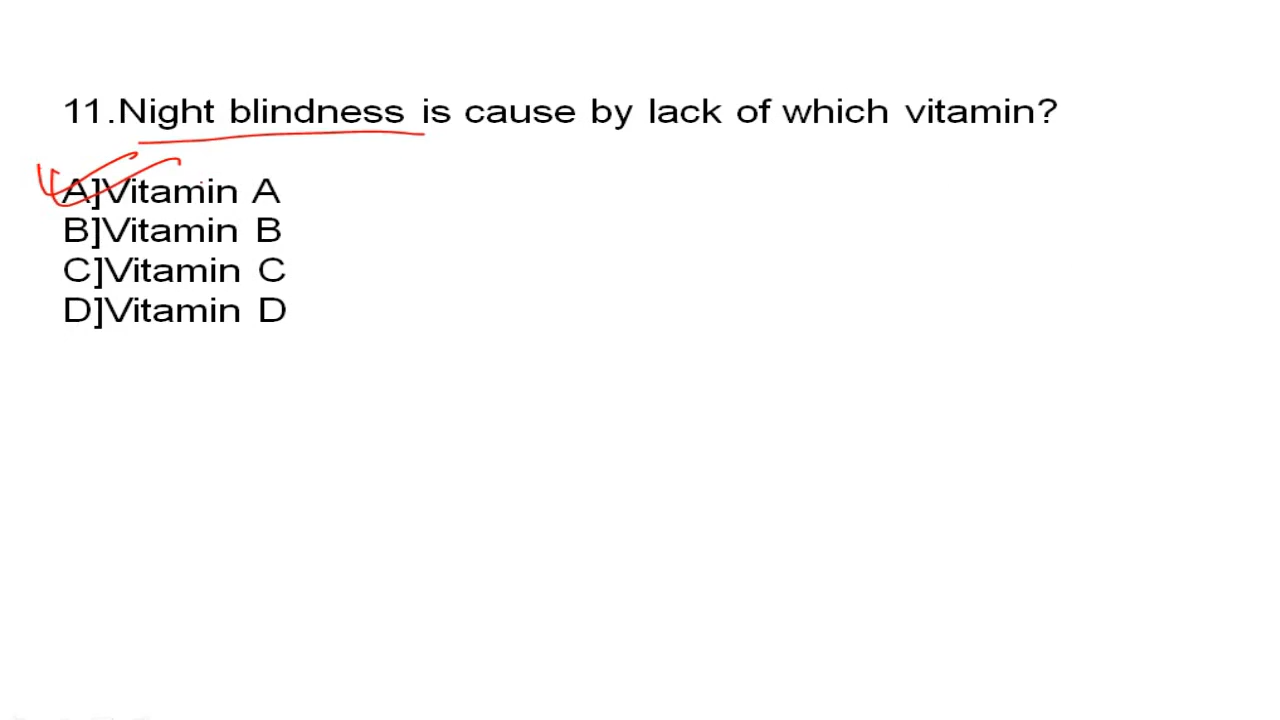 11.Night blindness is cause by lack of which vitamin?
A]Vitamin A
B]Vitamin B
C]Vitamin C
D]Vitamin D